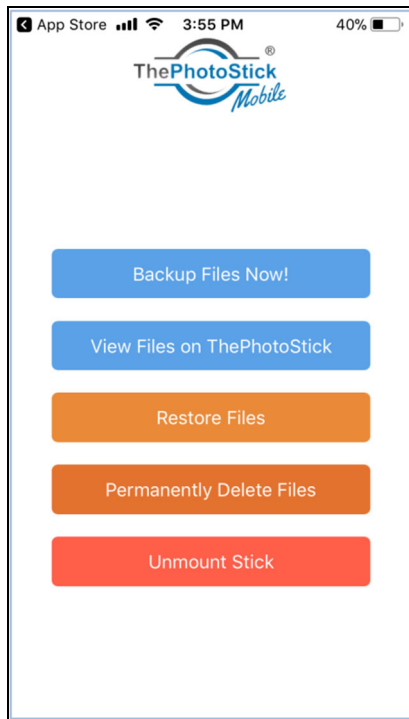 App Store 3:55 PM 40%
®
ThePhotoStick
Mobile
Backup Files Now!
View Files on ThePhotoStick
Restore Files
Permanently Delete Files
Unmount Stick